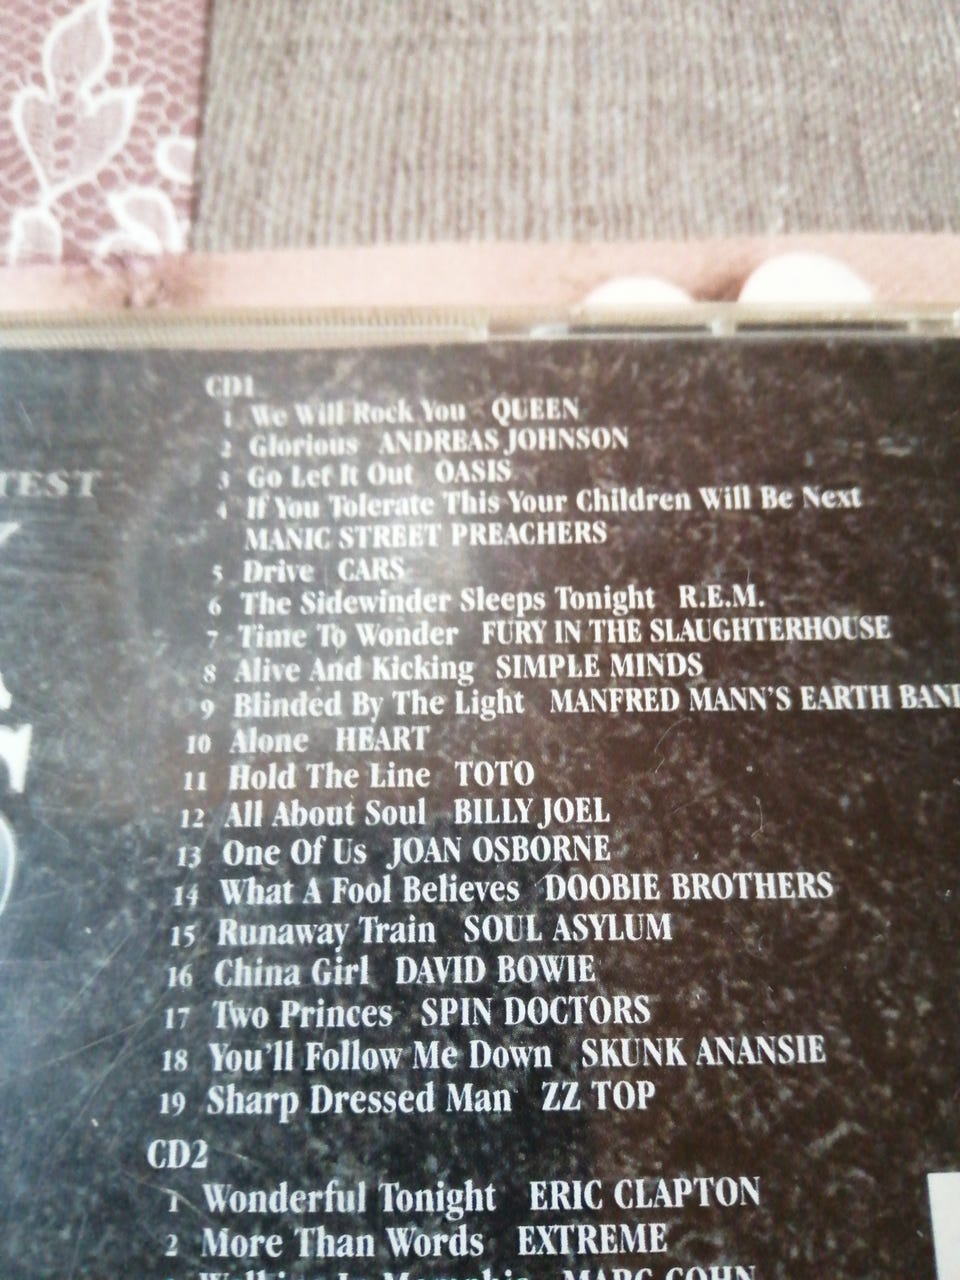 TEST
CD1
1 We Will Rock You QUEEN
2 Glorious ANDREAS JOHNSON
3 Go Let It Out OASIS
4 If You Tolerate This Your Children Will Be Next
MANIC STREET PREACHERS
5 Drive CARS
6 The Sidewinder Sleeps Tonight R.E.M.
7 Time To Wonder FURY IN THE SLAUGHTERHOUSE
8 Alive And Kicking SIMPLE MINDS
9 Blinded By The Light MANFRED MANN'S EARTH BAN
10 Alone HEART
11 Hold The Line TOTO
12 All About Soul BILLY JOEL
13 One Of Us JOAN OSBORNE
14 What A Fool Believes DOOBIE BROTHERS
15 Runaway Train SOUL ASYLUM
16 China Girl DAVID BOWIE
17 Two Princes SPIN DOCTORS
18 You'll Follow Me Down SKUNK ANANSIE
19 Sharp Dressed Man ZZ TOP
CD2
1 Wonderful Tonight ERIC CLAPTON
2 More Than Words EXTREME
Walking In Memphis MARC COHN